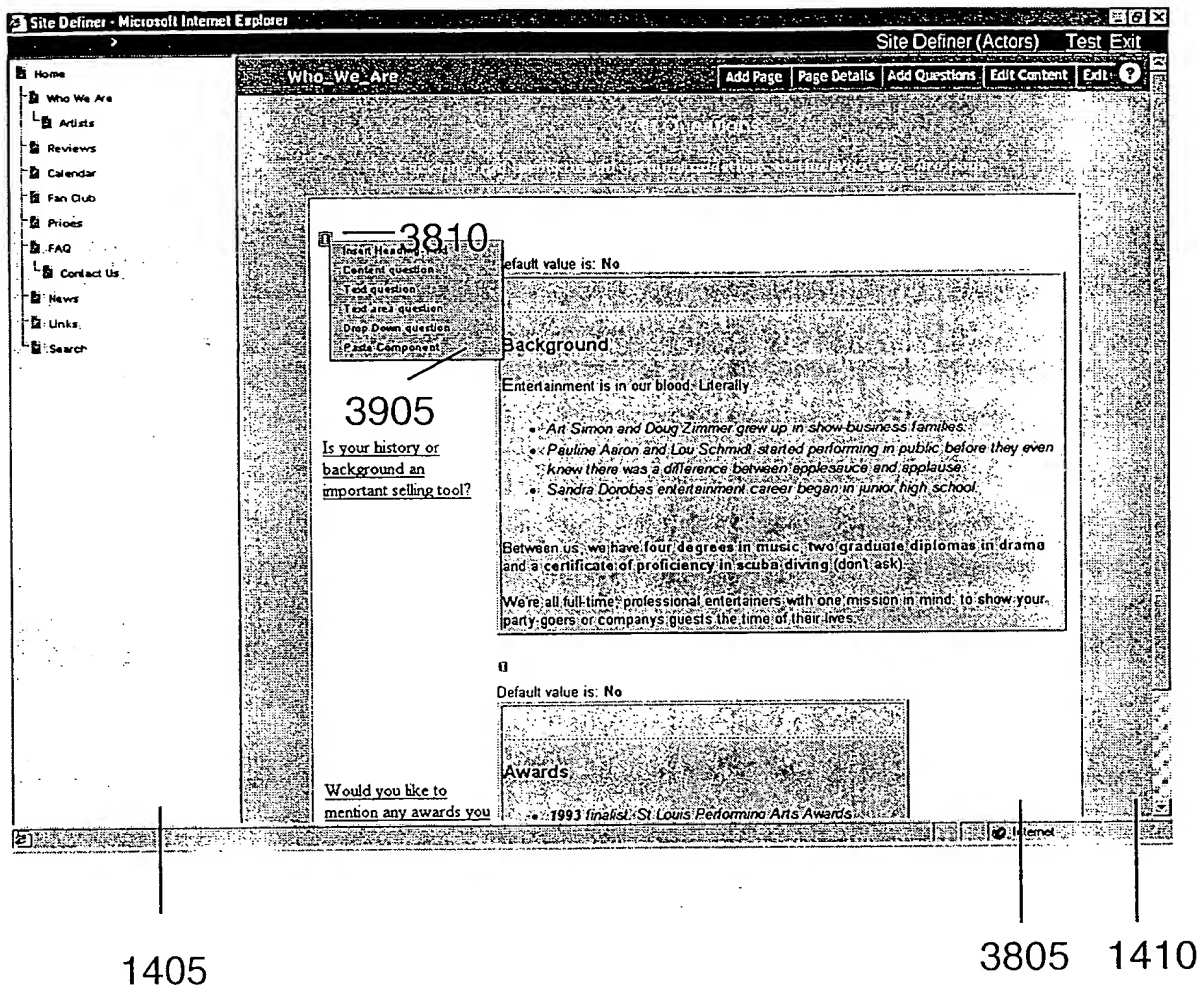 Site Definer - Microsoft Internet Explorer
Site Definer (Actors) Test Exit
Home
Who We Are
Artists
Reviews
Calendar
Fan Club
Prices
FAQ
Contact Us
News
Links
Search
Who_We_Are
Add Page Page Details Add Questions Edit Content Exit ?
Edit Questions
3810
Insert Heading
Content question
Text question
Text area question
Drop Down question
Paste Component
3905
efault value is: No
Background
Entertainment is in our blood. Literally
• Art Simon and Doug Zimmer grew up in show-business families.
• Pauline Aaron and Lou Schmidt started performing in public before they even
knew there was a difference between applesauce and applause.
• Sandra Dorobas entertainment career began in junior high school.
Between us, we have four degrees in music, two graduate diplomas in drama
and a certificate of proficiency in scuba diving (don't ask).
We're all full-time, professional entertainers with one mission in mind: to show your
party goers or companys guests the time of their lives.
Is your history or
background an
important selling tool?
Default value is: No
Awards
• 1993 finalist, St Louis Performing Arts Awards
Would you like to
mention any awards you
Internet
1405
3805
1410